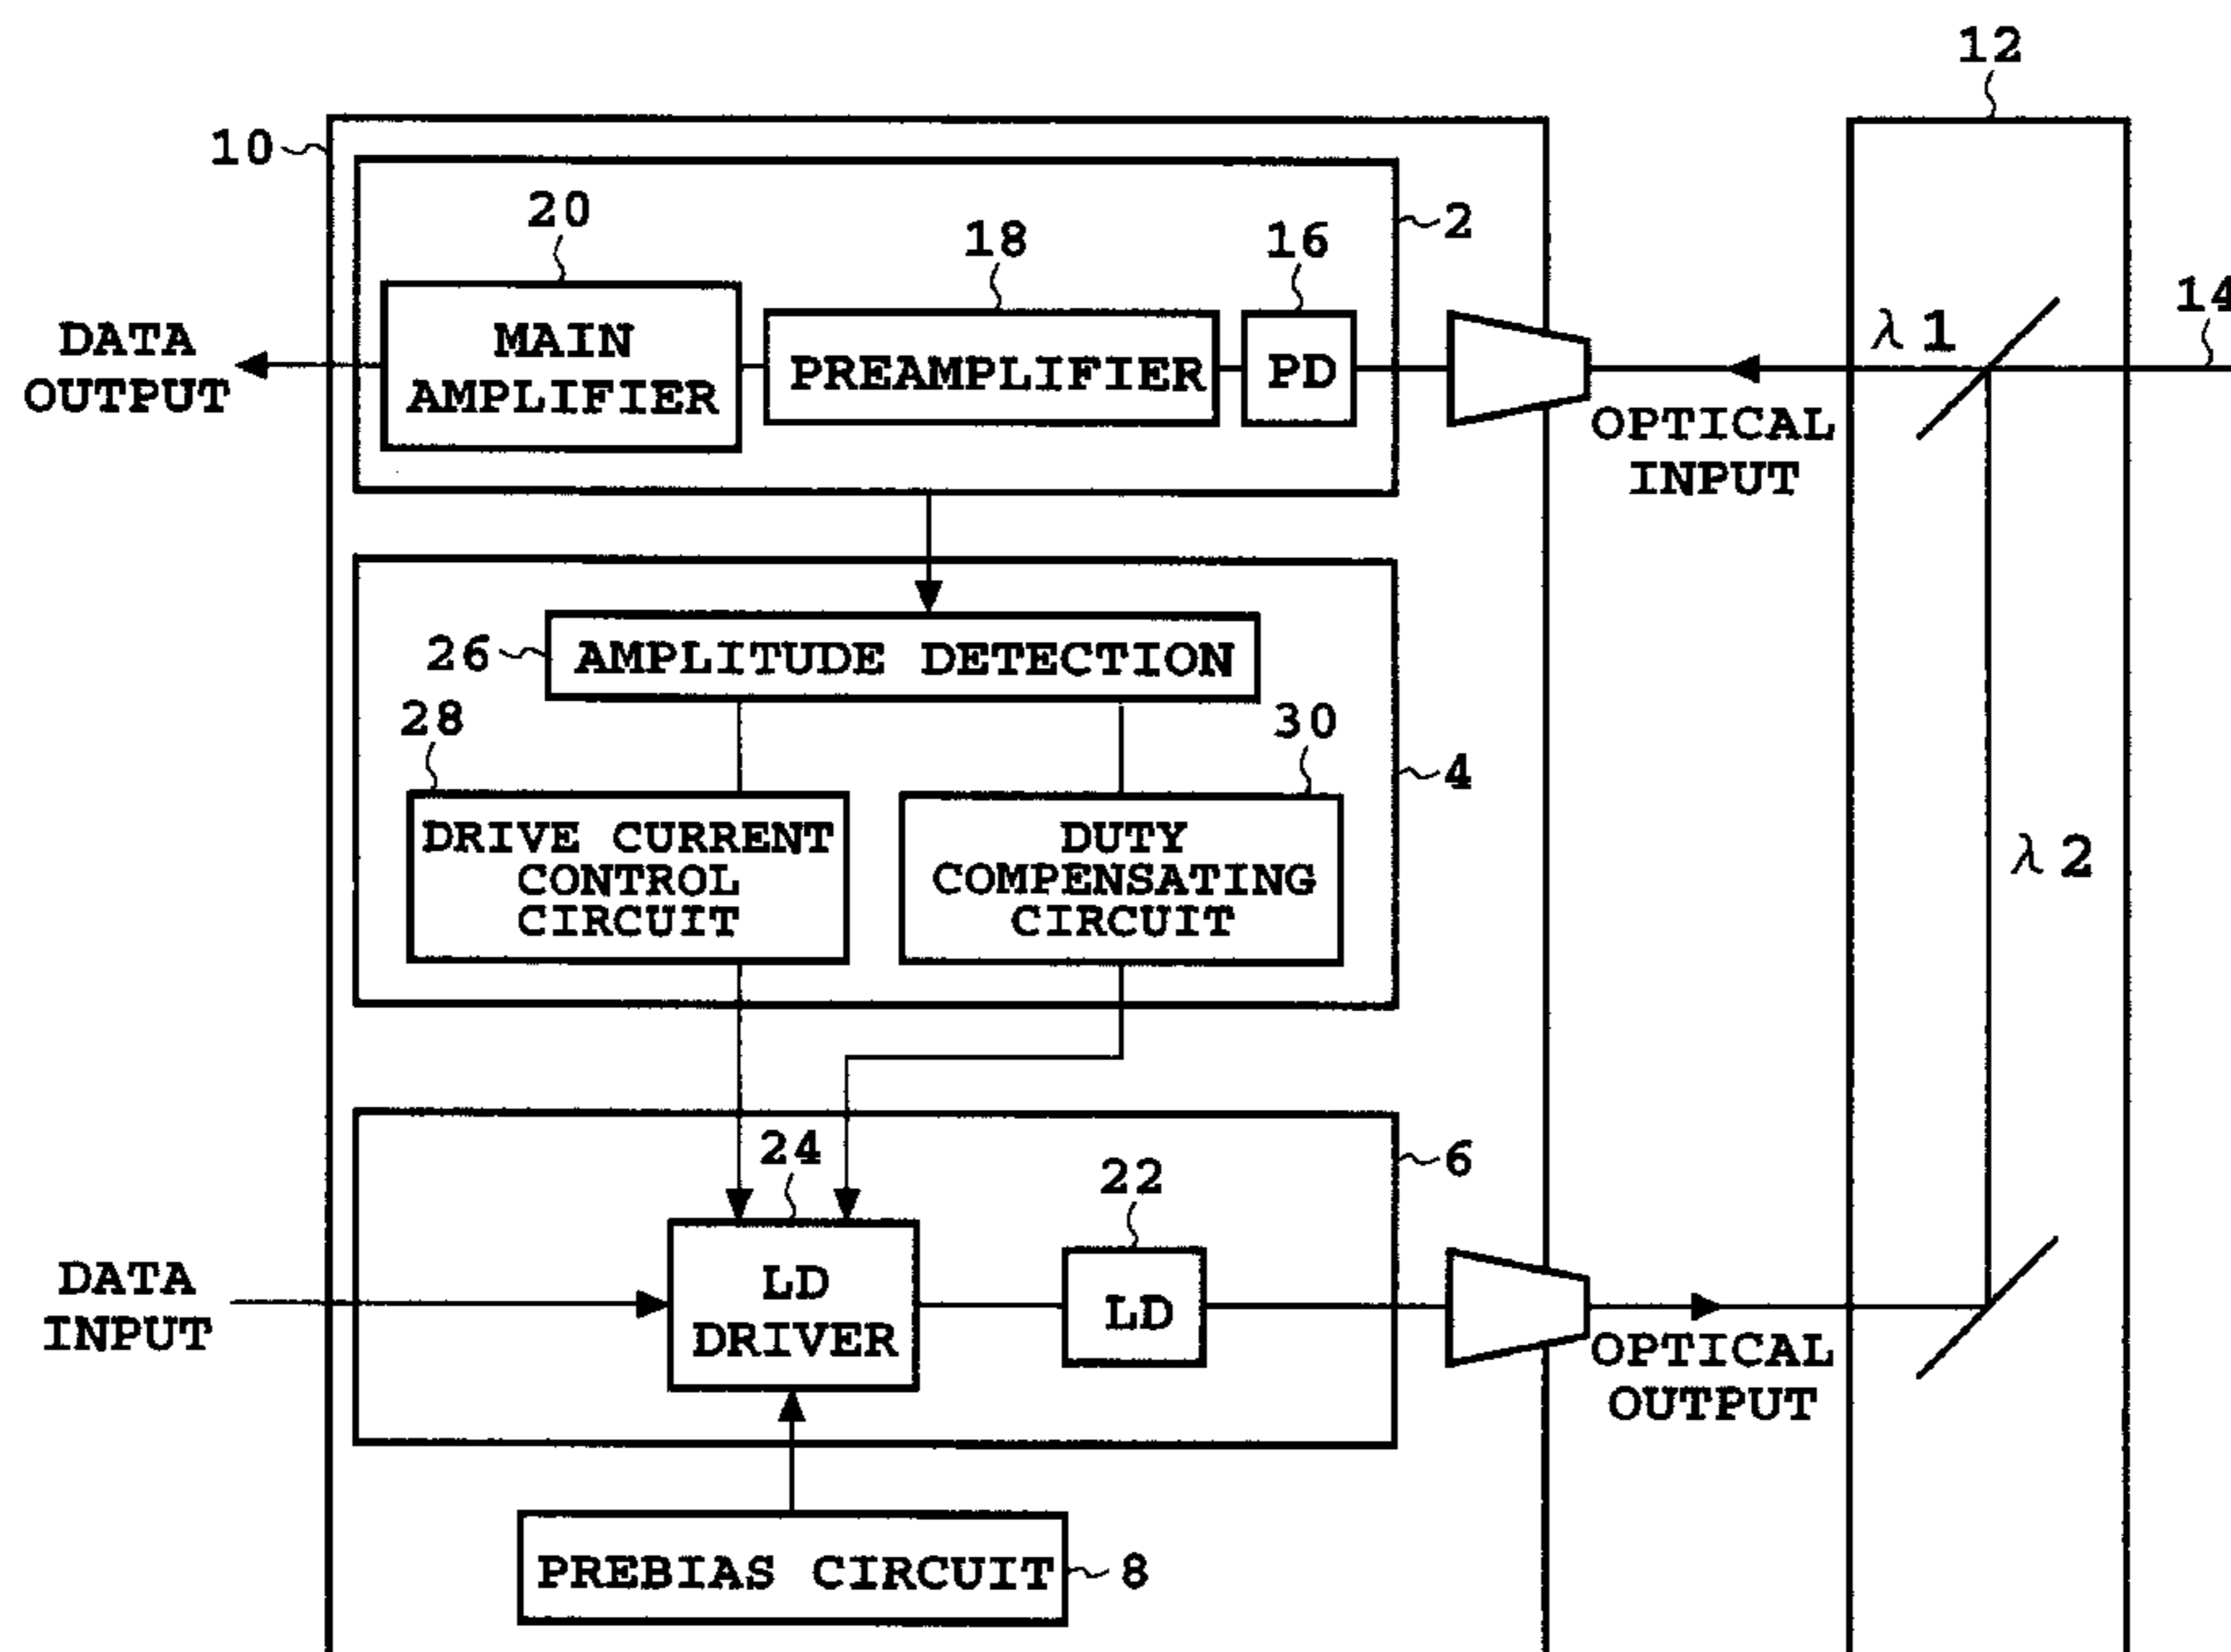 12
10
20
2
18
16
14
DATA
OUTPUT
MAIN
AMPLIFIER
PREAMPLIFIER
PD
λ1
OPTICAL
INPUT
26
AMPLITUDE DETECTION
28
30
4
DRIVE CURRENT
CONTROL
CIRCUIT
DUTY
COMPENSATING
CIRCUIT
λ2
24
22
6
DATA
INPUT
LD
DRIVER
LD
OPTICAL
OUTPUT
PREBIAS CIRCUIT
8